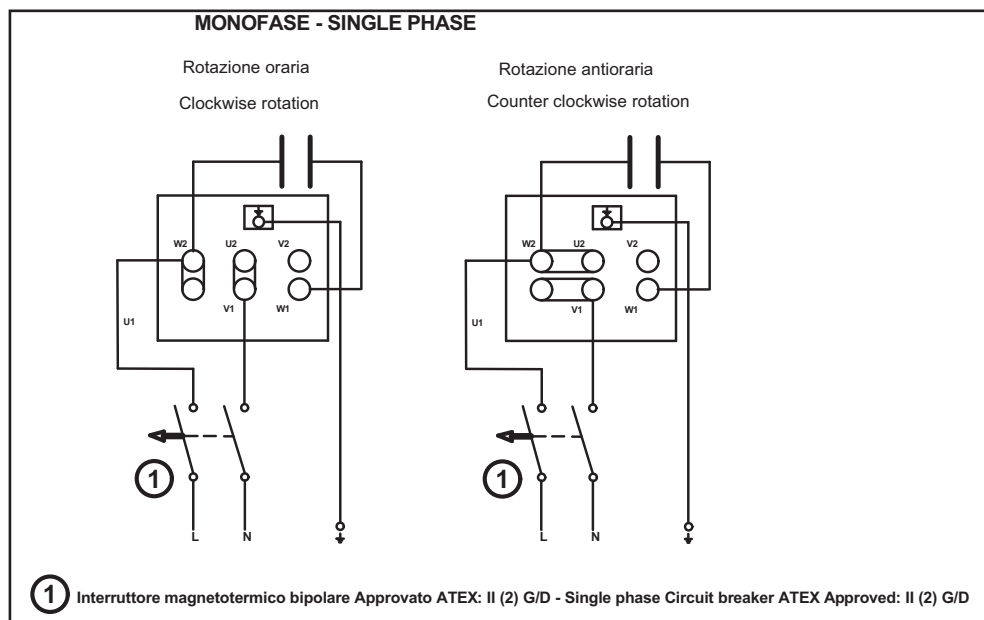 MONOFASE - SINGLE PHASE
Rotazione oraria
Clockwise rotation
Rotazione antioraria
Counter clockwise rotation
W2 U2 V2
U1 V1 W1
1
L N
W2 U2 V2
U1 V1 W1
1
L N
1 Interruttore magnetotermico bipolare Approvato ATEX: II (2) G/D - Single phase Circuit breaker ATEX Approved: II (2) G/D